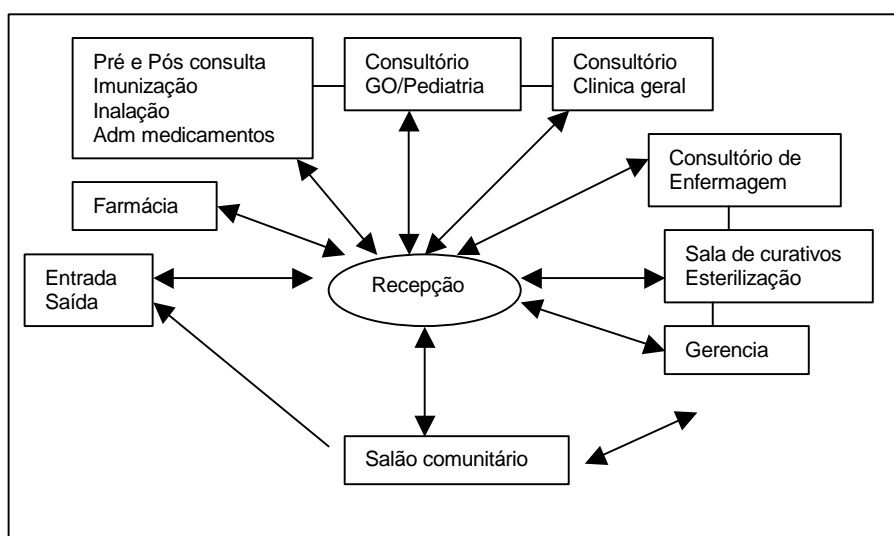 Pré e Pós consulta
Imunização
Inalação
Adm medicamentos
Consultório
GO/Pediatria
Consultório
Clinica geral
Consultório de
Enfermagem
Farmácia
Entrada
Saída
Recepção
Sala de curativos
Esterilização
Gerencia
Salão comunitário